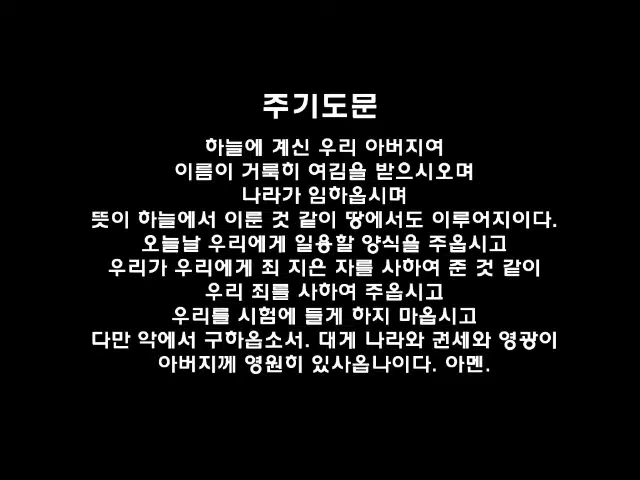 주기도문
하늘에 계신 우리 아버지여
이름이 거룩히 여김을 받으시오며
나라가 임하옵시며
뜻이 하늘에서 이룬 것 같이 땅에서도 이루어지이다.
오늘날 우리에게 일용할 양식을 주옵시고
우리가 우리에게 죄 지은 자를 사하여 준 것 같이
우리 죄를 사하여 주옵시고
우리를 시험에 들게 하지 마옵시고
다만 악에서 구하옵소서. 대게 나라와 권세와 영광이
아버지께 영원히 있사옵나이다. 아멘.